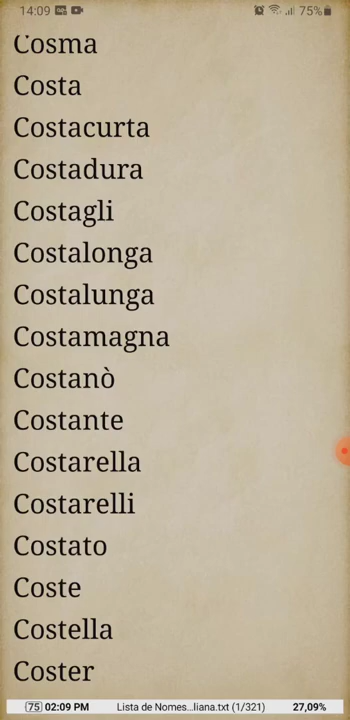 14:09 75%
Cosma
Costa
Costacurta
Costadura
Costagli
Costalonga
Costalunga
Costamagna
Costanò
Costante
Costarella
Costarelli
Costato
Coste
Costella
Coster
75 02:09 PM Lista de Nomes...liana.txt (1/321) 27,09%